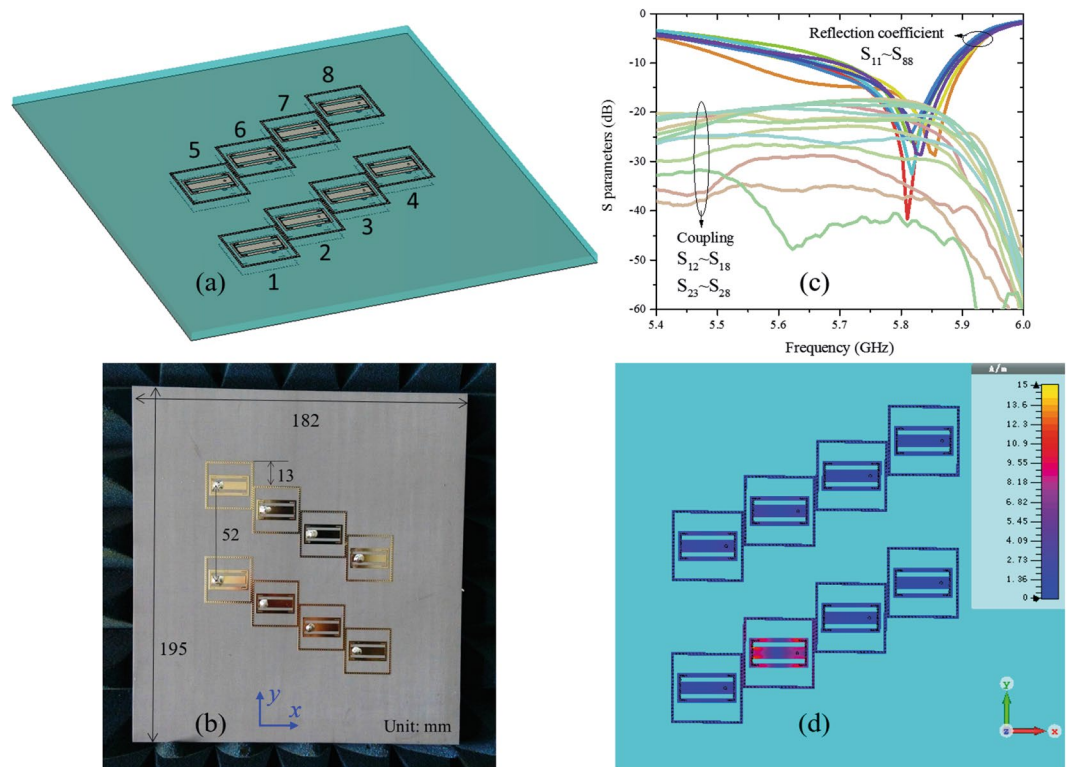 8
7
6
5
4
3
2
1
(a)
0
-10
-20
-30
-40
-50
-60
S parameters (dB)
Reflection coefficient
S11~S88
Coupling
S12~S18
S23~S28
(c)
5.4 5.5 5.6 5.7 5.8 5.9 6.0
Frequency (GHz)
182
13
52
195
y
x
(b)
Unit: mm
A/m
15
13.6
12.3
10.9
9.55
8.18
6.82
5.45
4.09
2.73
1.36
0
y
z
x
(d)